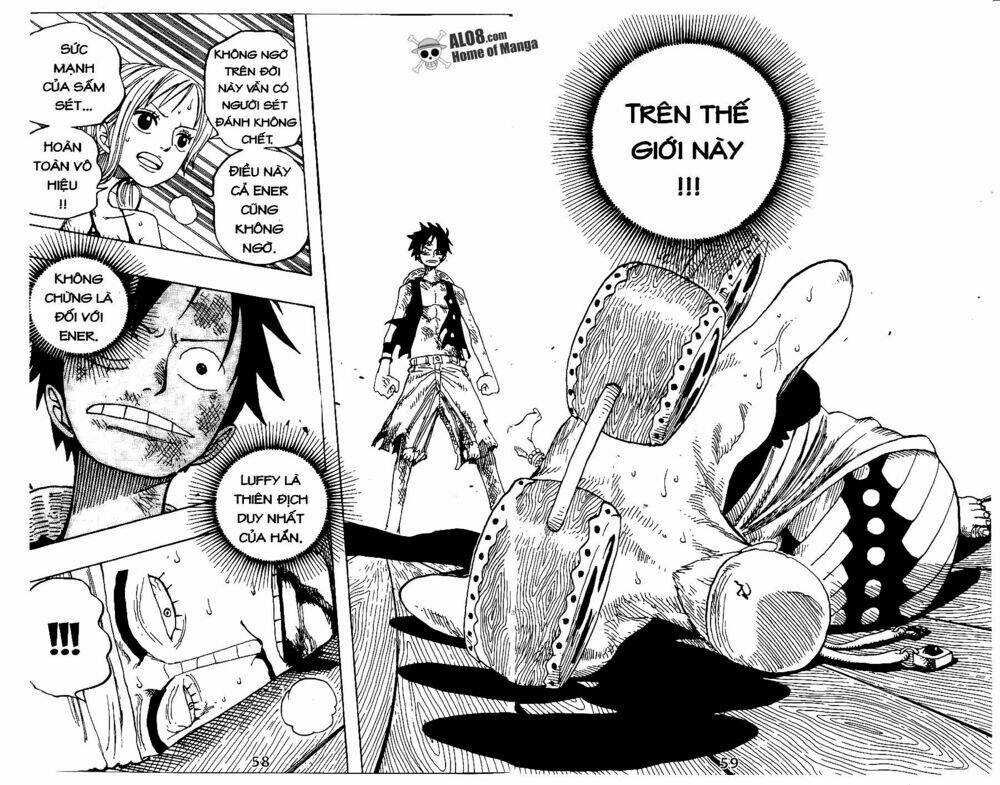 AL08.com
Home of Manga
SỨC
MẠNH
CỦA SẤM
SÉT...
HOÀN
TOÀN VÔ
HIỆU
!!
KHÔNG NGỜ
TRÊN ĐỜI
NÀY VẪN CÓ
NGƯỜI SÉT
ĐÁNH KHÔNG
CHẾT.
ĐIỀU NÀY
CẢ ENER
CŨNG
KHÔNG
NGỜ.
KHÔNG
CHỪNG LÀ
ĐỐI VỚI
ENER.
LUFFY LÀ
THIÊN ĐỊCH
DUY NHẤT
CỦA HẮN.
!!!
58
TRÊN THẾ
GIỚI NÀY
!!!
59